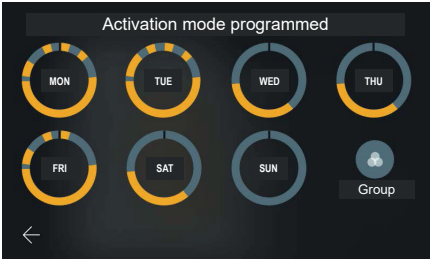 Activation mode programmed
MON
TUE
WED
THU
FRI
SAT
SUN
Group